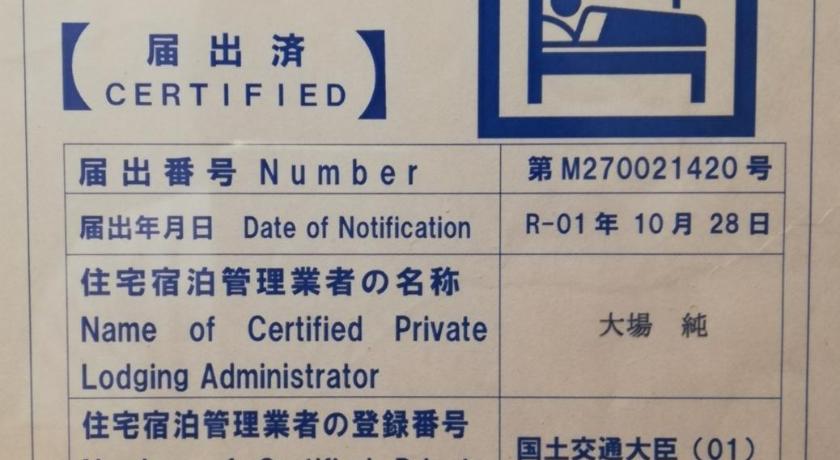 届出済
CERTIFIED
届出番号 Number
第M270021420号
届出年月日 Date of Notification
R-01年 10月 28日
住宅宿泊管理業者の名称
Name of Certified Private
Lodging Administrator
大場 純
住宅宿泊管理業者の登録番号
国土交通大臣（01）